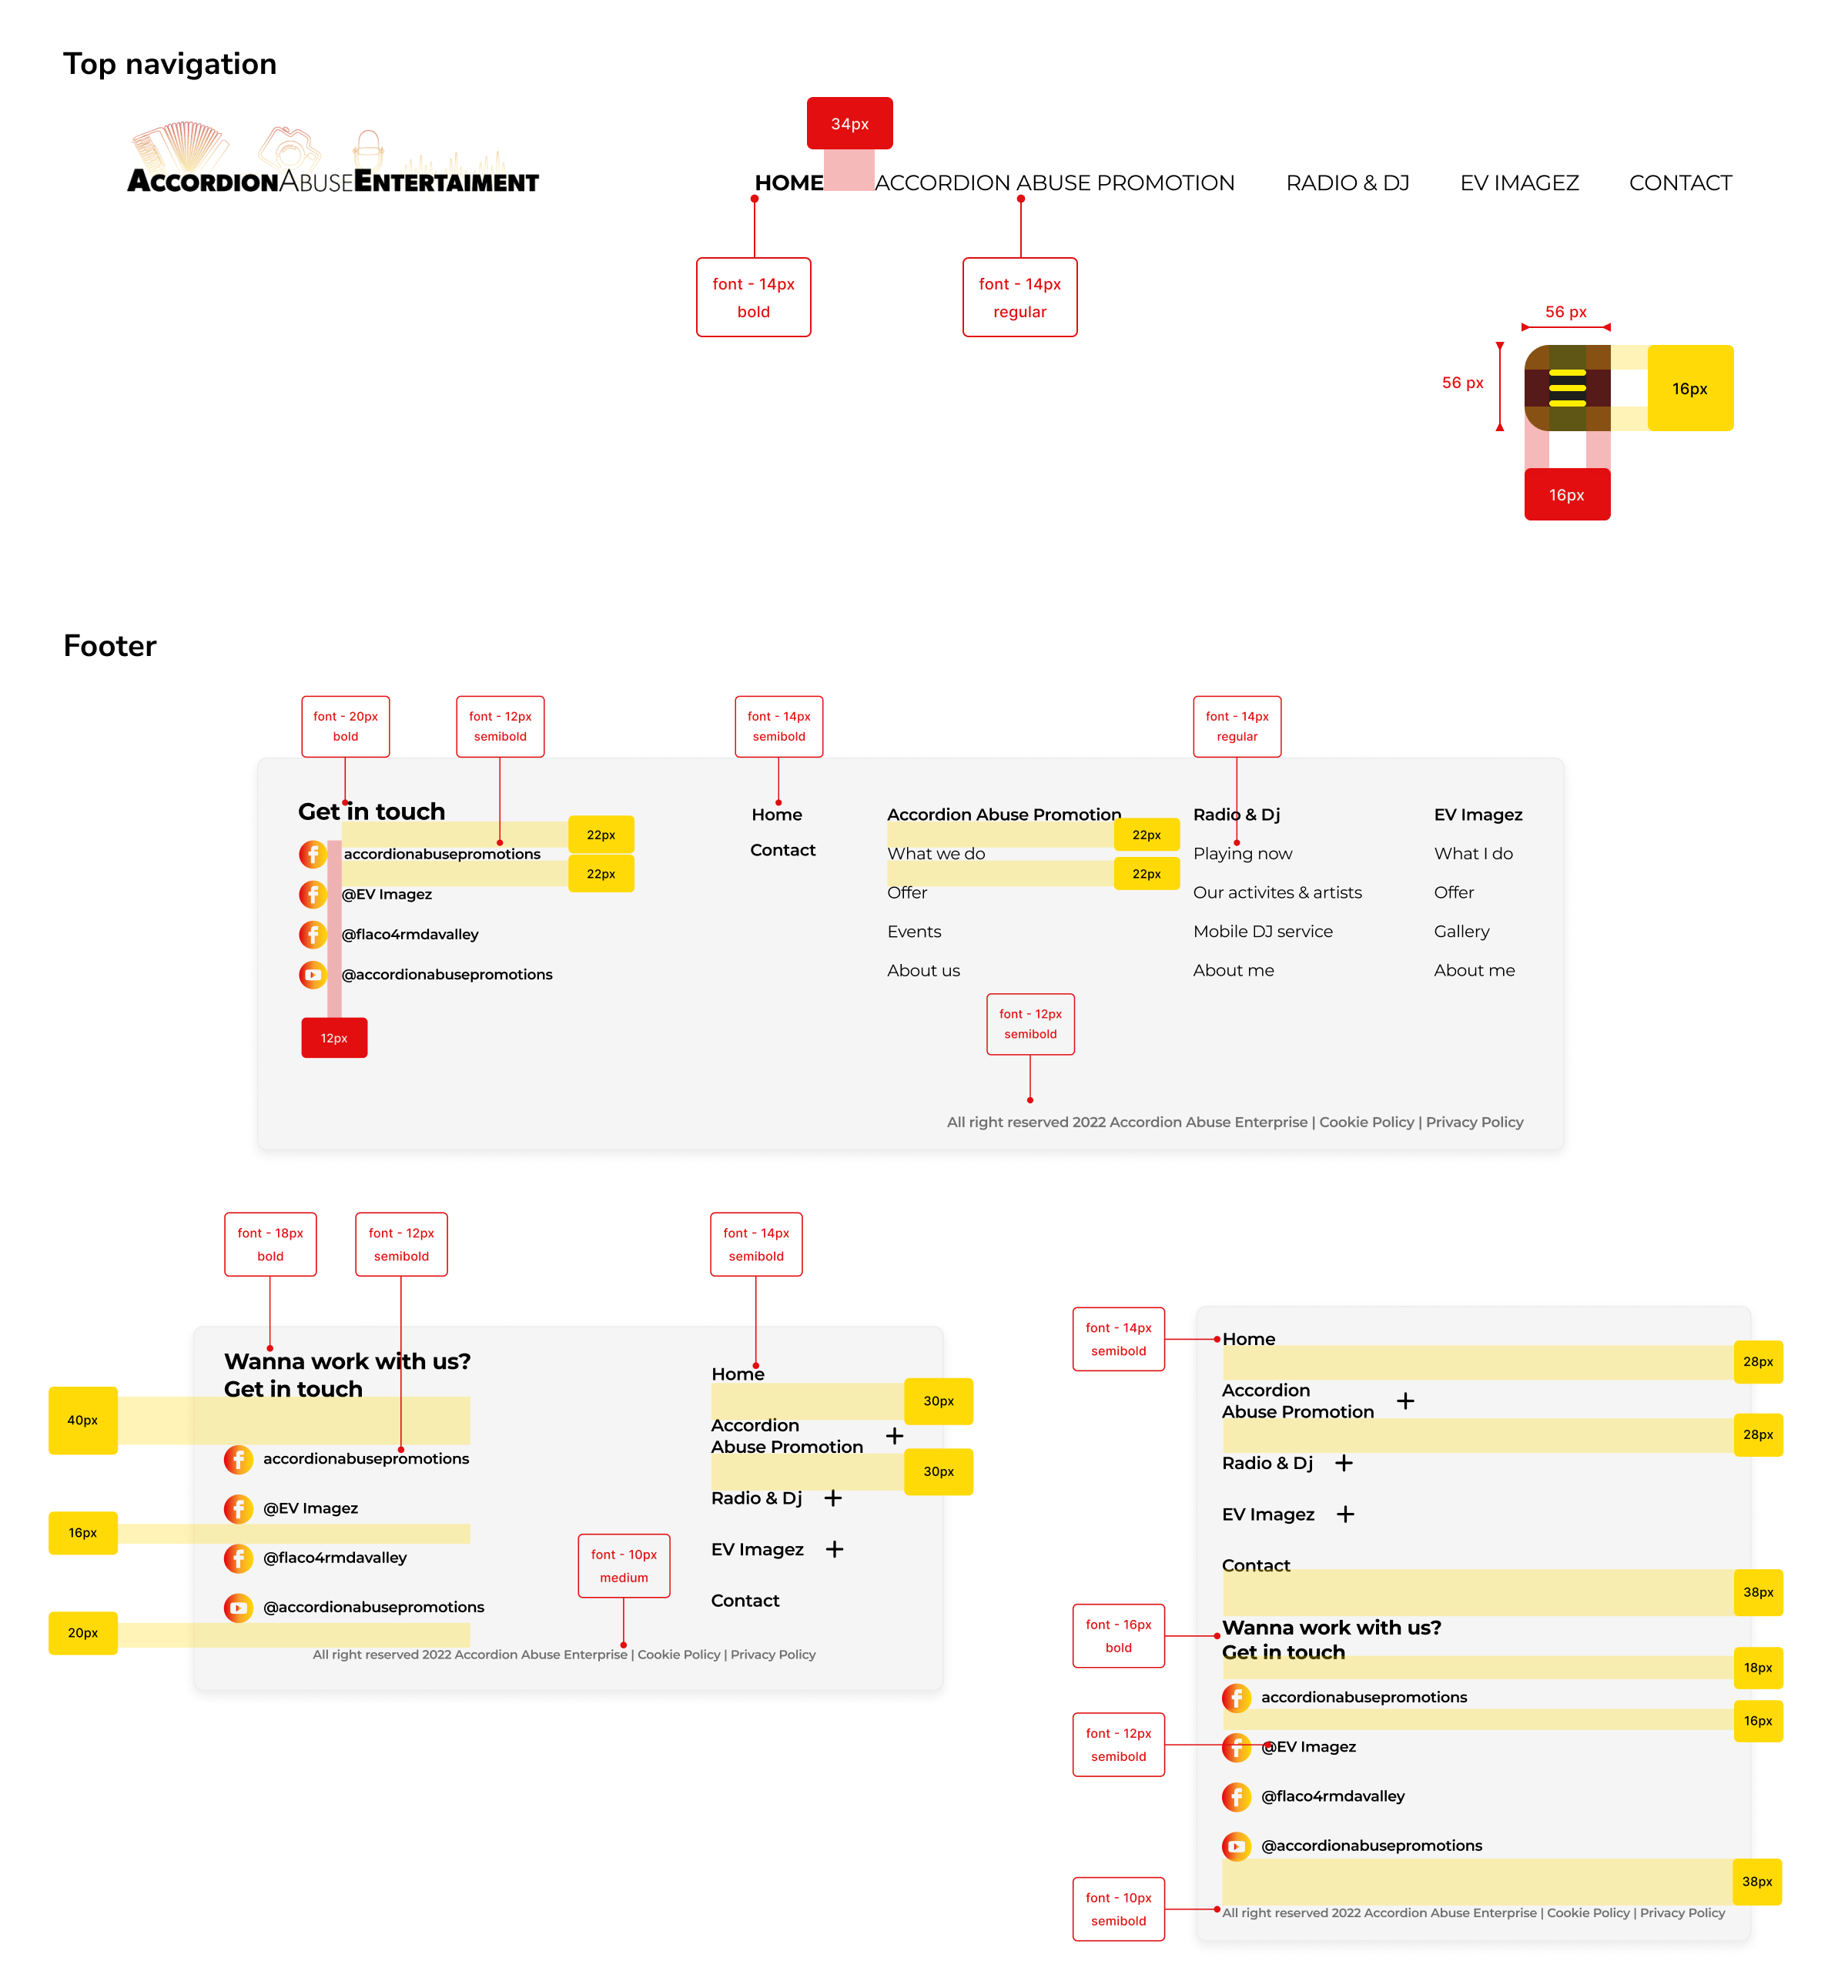 Top navigation
34px
ACCORDIONABUSEENTERTAIMENT
HOME
ACCORDION ABUSE PROMOTION
RADIO & DJ
EV IMAGEZ
CONTACT
font - 14px
bold
font - 14px
regular
56 px
56 px
16px
16px
Footer
font - 20px
bold
font - 12px
semibold
font - 14px
semibold
font - 14px
regular
Get in touch
22px
accordionabusepromotions
22px
@EV Imagez
@flaco4rmdavalley
@accordionabusepromotions
12px
Home
Contact
Accordion Abuse Promotion
22px
What we do
22px
Offer
Events
About us
Radio & Dj
Playing now
Our activites & artists
Mobile DJ service
About me
EV Imagez
What I do
Offer
Gallery
About me
font - 12px
semibold
All right reserved 2022 Accordion Abuse Enterprise | Cookie Policy | Privacy Policy
font - 18px
bold
font - 12px
semibold
font - 14px
semibold
Wanna work with us?
Get in touch
40px
accordionabusepromotions
@EV Imagez
16px
@flaco4rmdavalley
@accordionabusepromotions
20px
Home
30px
Accordion
Abuse Promotion
30px
Radio & Dj
EV Imagez
Contact
font - 10px
medium
All right reserved 2022 Accordion Abuse Enterprise | Cookie Policy | Privacy Policy
font - 14px
semibold
Home
28px
Accordion
Abuse Promotion
28px
Radio & Dj
EV Imagez
Contact
38px
font - 16px
bold
Wanna work with us?
Get in touch
18px
accordionabusepromotions
16px
font - 12px
semibold
@EV Imagez
@flaco4rmdavalley
@accordionabusepromotions
38px
font - 10px
semibold
All right reserved 2022 Accordion Abuse Enterprise | Cookie Policy | Privacy Policy